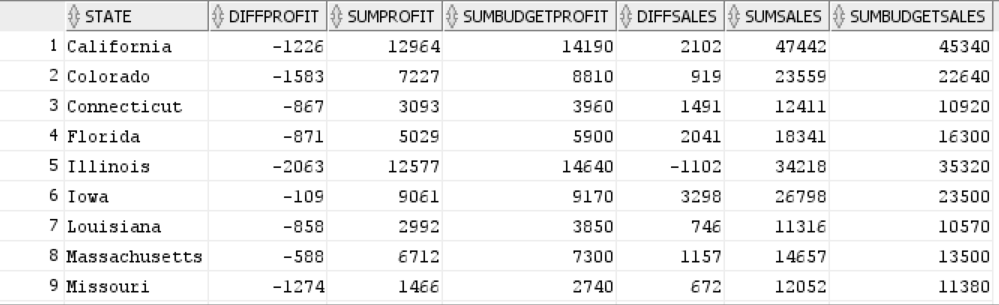 STATE DIFFPROFIT SUMPROFIT SUMBUDGETPROFIT DIFFSALES SUMSALES SUMBUDGETSALES
1 California -1226 12964 14190 2102 47442 45340
2 Colorado -1583 7227 8810 919 23559 22640
3 Connecticut -867 3093 3960 1491 12411 10920
4 Florida -871 5029 5900 2041 18341 16300
5 Illinois -2063 12577 14640 -1102 34218 35320
6 Iowa -109 9061 9170 3298 26798 23500
7 Louisiana -858 2992 3850 746 11316 10570
8 Massachusetts -588 6712 7300 1157 14657 13500
9 Missouri -1274 1466 2740 672 12052 11380